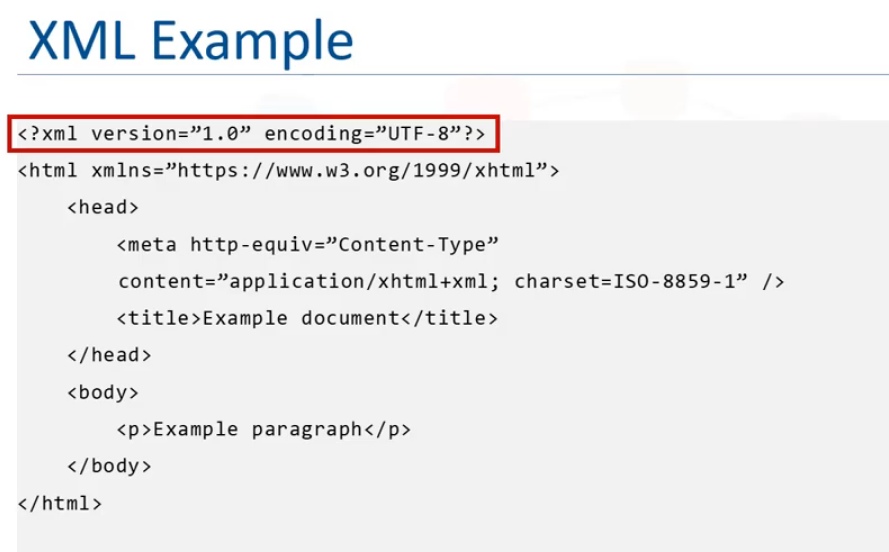 XML Example
<?xml version=”1.0” encoding=”UTF-8”?>
<html xmlns=”https://www.w3.org/1999/xhtml”>
<head>
<meta http-equiv=”Content-Type”
content=”application/xhtml+xml; charset=ISO-8859-1” />
<title>Example document</title>
</head>
<body>
<p>Example paragraph</p>
</body>
</html>